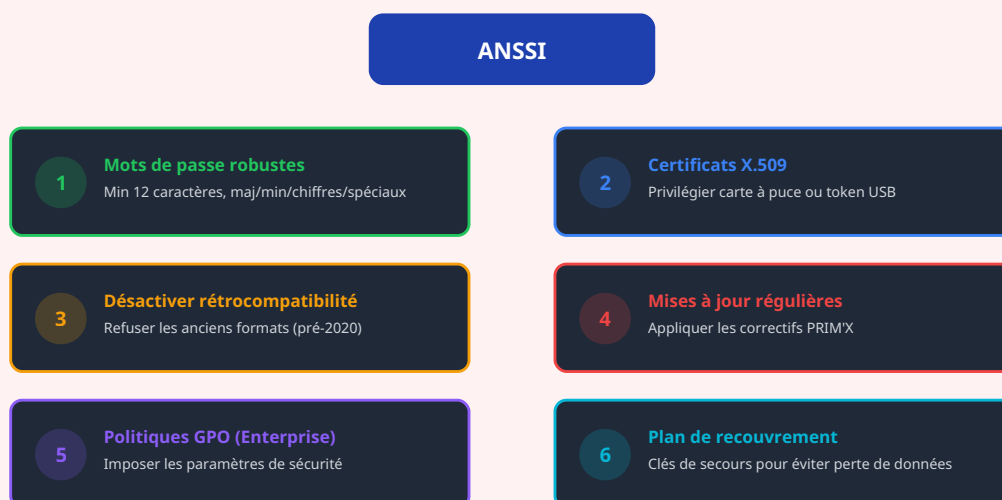 ANSSI
1
Mots de passe robustes
Min 12 caractères, maj/min/chiffres/spéciaux
2
Certificats X.509
Privilégier carte à puce ou token USB
3
Désactiver rétrocompatibilité
Refuser les anciens formats (pré-2020)
4
Mises à jour régulières
Appliquer les correctifs PRIM'X
5
Politiques GPO (Enterprise)
Imposer les paramètres de sécurité
6
Plan de recouvrement
Clés de secours pour éviter perte de données